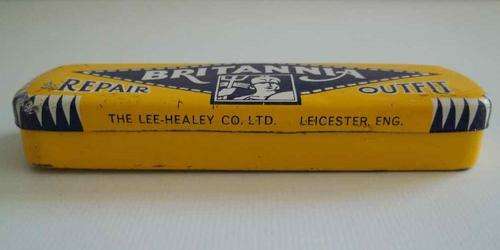 BRITANNIA
REPAIR OUTFIT
THE LEE-HEALEY CO. LTD. LEICESTER, ENG.